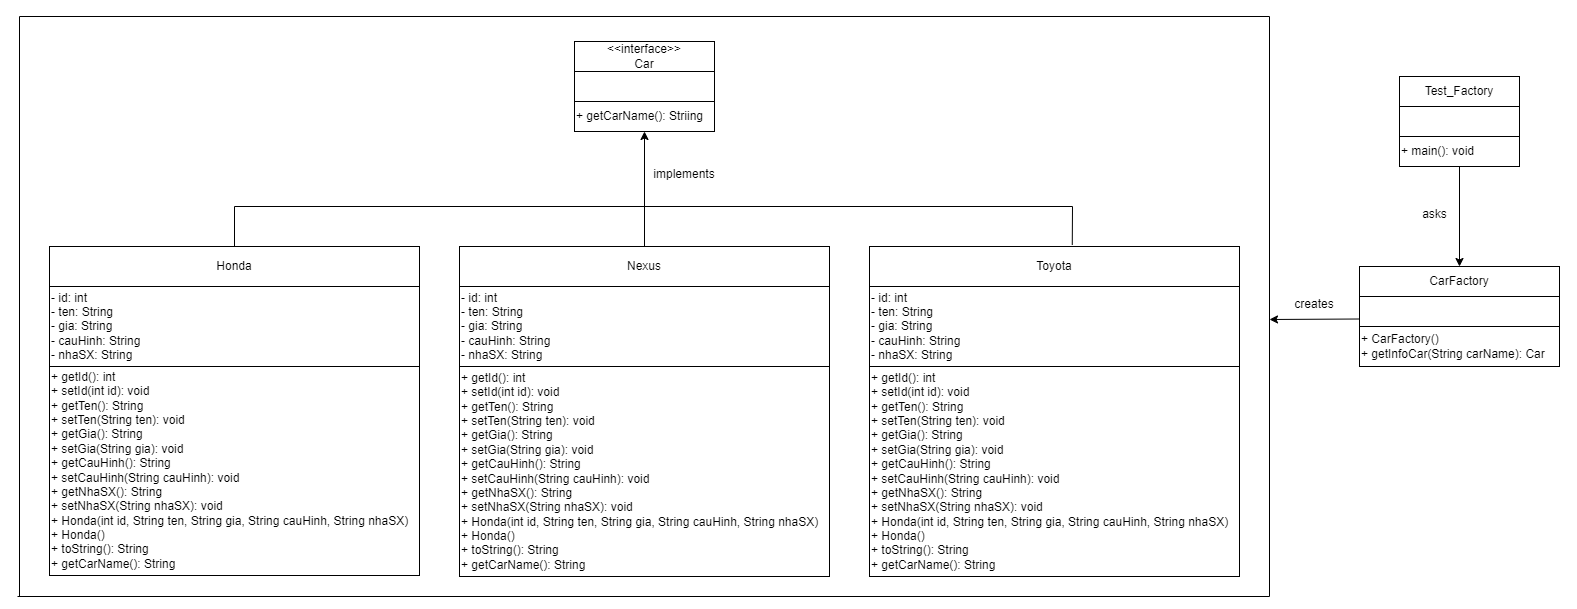 <<interface>>
Car
+ getCarName(): Striing
implements
Honda
- id: int
- ten: String
- gia: String
- cauHinh: String
- nhaSX: String
+ getId(): int
+ setId(int id): void
+ getTen(): String
+ setTen(String ten): void
+ getGia(): String
+ setGia(String gia): void
+ getCauHinh(): String
+ setCauHinh(String cauHinh): void
+ getNhaSX(): String
+ setNhaSX(String nhaSX): void
+ Honda(int id, String ten, String gia, String cauHinh, String nhaSX)
+ Honda()
+ toString(): String
+ getCarName(): String
Nexus
- id: int
- ten: String
- gia: String
- cauHinh: String
- nhaSX: String
+ getId(): int
+ setId(int id): void
+ getTen(): String
+ setTen(String ten): void
+ getGia(): String
+ setGia(String gia): void
+ getCauHinh(): String
+ setCauHinh(String cauHinh): void
+ getNhaSX(): String
+ setNhaSX(String nhaSX): void
+ Honda(int id, String ten, String gia, String cauHinh, String nhaSX)
+ Honda()
+ toString(): String
+ getCarName(): String
Toyota
- id: int
- ten: String
- gia: String
- cauHinh: String
- nhaSX: String
+ getId(): int
+ setId(int id): void
+ getTen(): String
+ setTen(String ten): void
+ getGia(): String
+ setGia(String gia): void
+ getCauHinh(): String
+ setCauHinh(String cauHinh): void
+ getNhaSX(): String
+ setNhaSX(String nhaSX): void
+ Honda(int id, String ten, String gia, String cauHinh, String nhaSX)
+ Honda()
+ toString(): String
+ getCarName(): String
Test_Factory
+ main(): void
asks
CarFactory
+ CarFactory()
+ getInfoCar(String carName): Car
creates